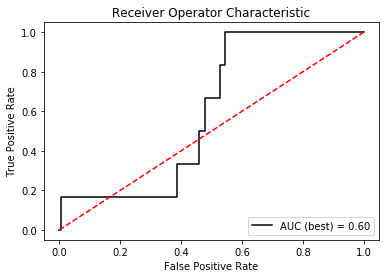 Receiver Operator Characteristic
True Positive Rate
1.0
0.8
0.6
0.4
0.2
0.0
AUC (best) = 0.60
0.0 0.2 0.4 0.6 0.8 1.0
False Positive Rate